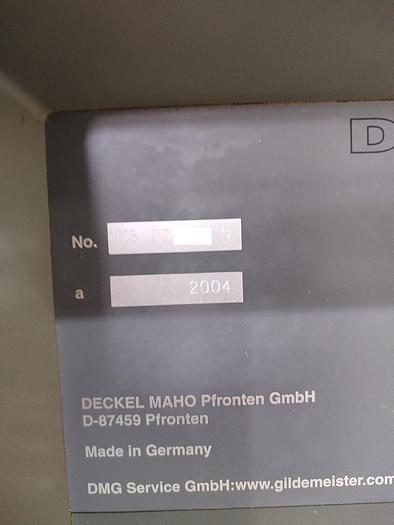 D
No.
a 2004
DECKEL MAHO Pfronten GmbH
D-87459 Pfronten
Made in Germany
DMG Service GmbH:www.gildemeister.com